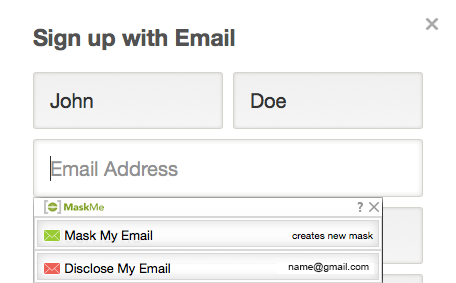 Sign up with Email
×
John Doe
Email Address
MaskMe ? ×
Mask My Email creates new mask
Disclose My Email name@gmail.com